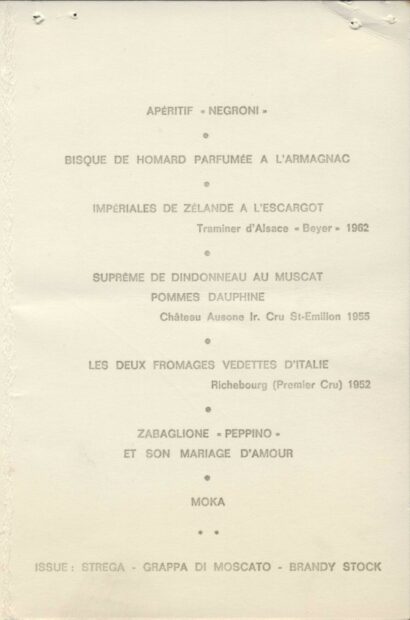 APÉRITIF « NEGRONI »
BISQUE DE HOMARD PARFUMÉE A L'ARMAGNAC
IMPÉRIALES DE ZÉLANDE A L'ESCARGOT
Traminer d'Alsace « Beyer » 1962
SUPRÊME DE DINDONNEAU AU MUSCAT
POMMES DAUPHINE
Château Ausone Ir. Cru St-Emilion 1955
LES DEUX FROMAGES VEDETTES D'ITALIE
Richebourg (Premier Cru) 1952
ZABAGLIONE « PEPPINO »
ET SON MARIAGE D'AMOUR
MOKA
ISSUE : STREGA - GRAPPA DI MOSCATO - BRANDY STOCK